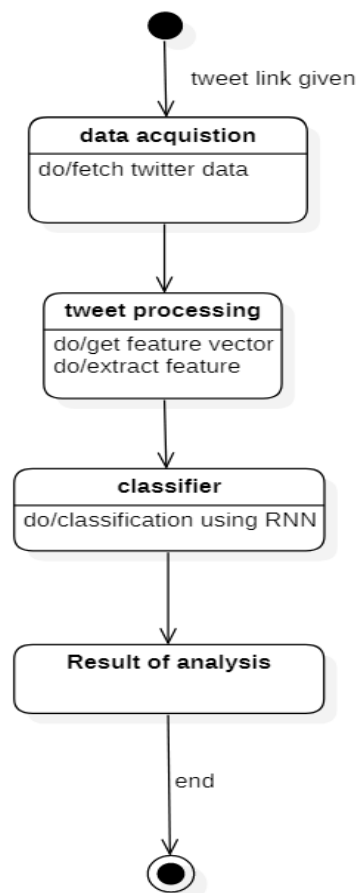 tweet link given
data acquistion
do/fetch twitter data
tweet processing
do/get feature vector
do/extract feature
classifier
do/classification using RNN
Result of analysis
end